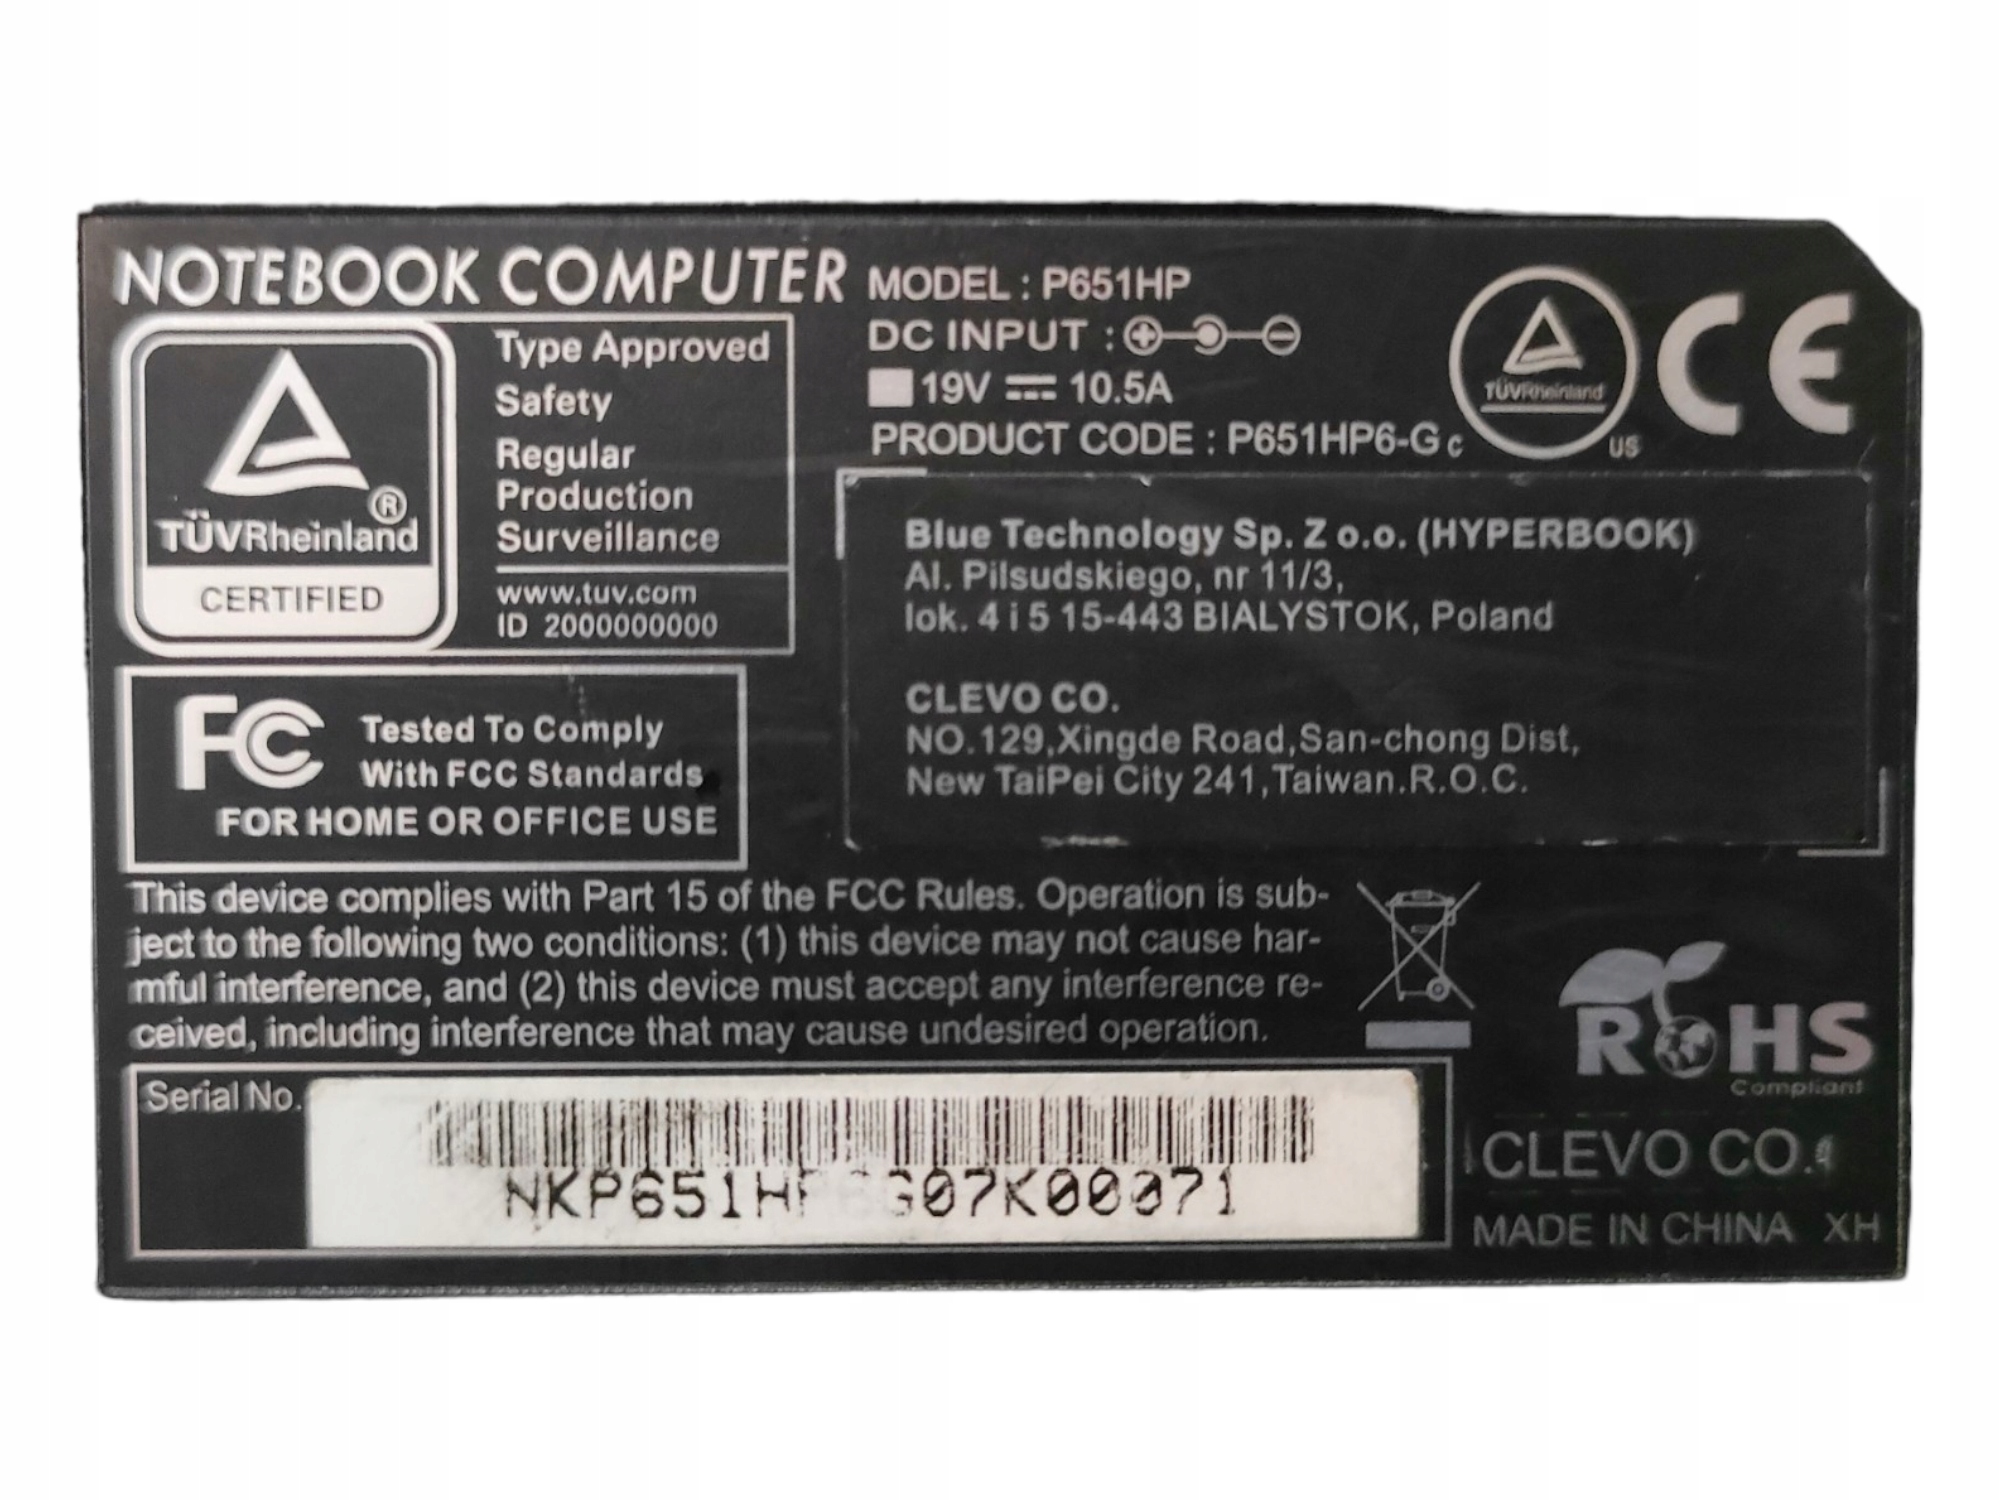 NOTEBOOK COMPUTER
TÜVRheinland ®
CERTIFIED
Type Approved
Safety
Regular
Production
Surveillance
www.tuv.com
ID 2000000000
MODEL : P651HP
DC INPUT :
19V 10.5A
PRODUCT CODE : P651HP6-G
c TÜVRheinland US
CE
Blue Technology Sp. Z o.o. (HYPERBOOK)
Al. Pilsudskiego, nr 11/3,
lok. 4 i 5 15-443 BIALYSTOK, Poland
CLEVO CO.
NO.129,Xingde Road,San-chong Dist,
New TaiPei City 241,Taiwan.R.O.C.
FC Tested To Comply
With FCC Standards
FOR HOME OR OFFICE USE
This device complies with Part 15 of the FCC Rules. Operation is sub-
ject to the following two conditions: (1) this device may not cause har-
mful interference, and (2) this device must accept any interference re-
ceived, including interference that may cause undesired operation.
RoHS
Compliant
Serial No.
CLEVO CO.
MADE IN CHINA XH